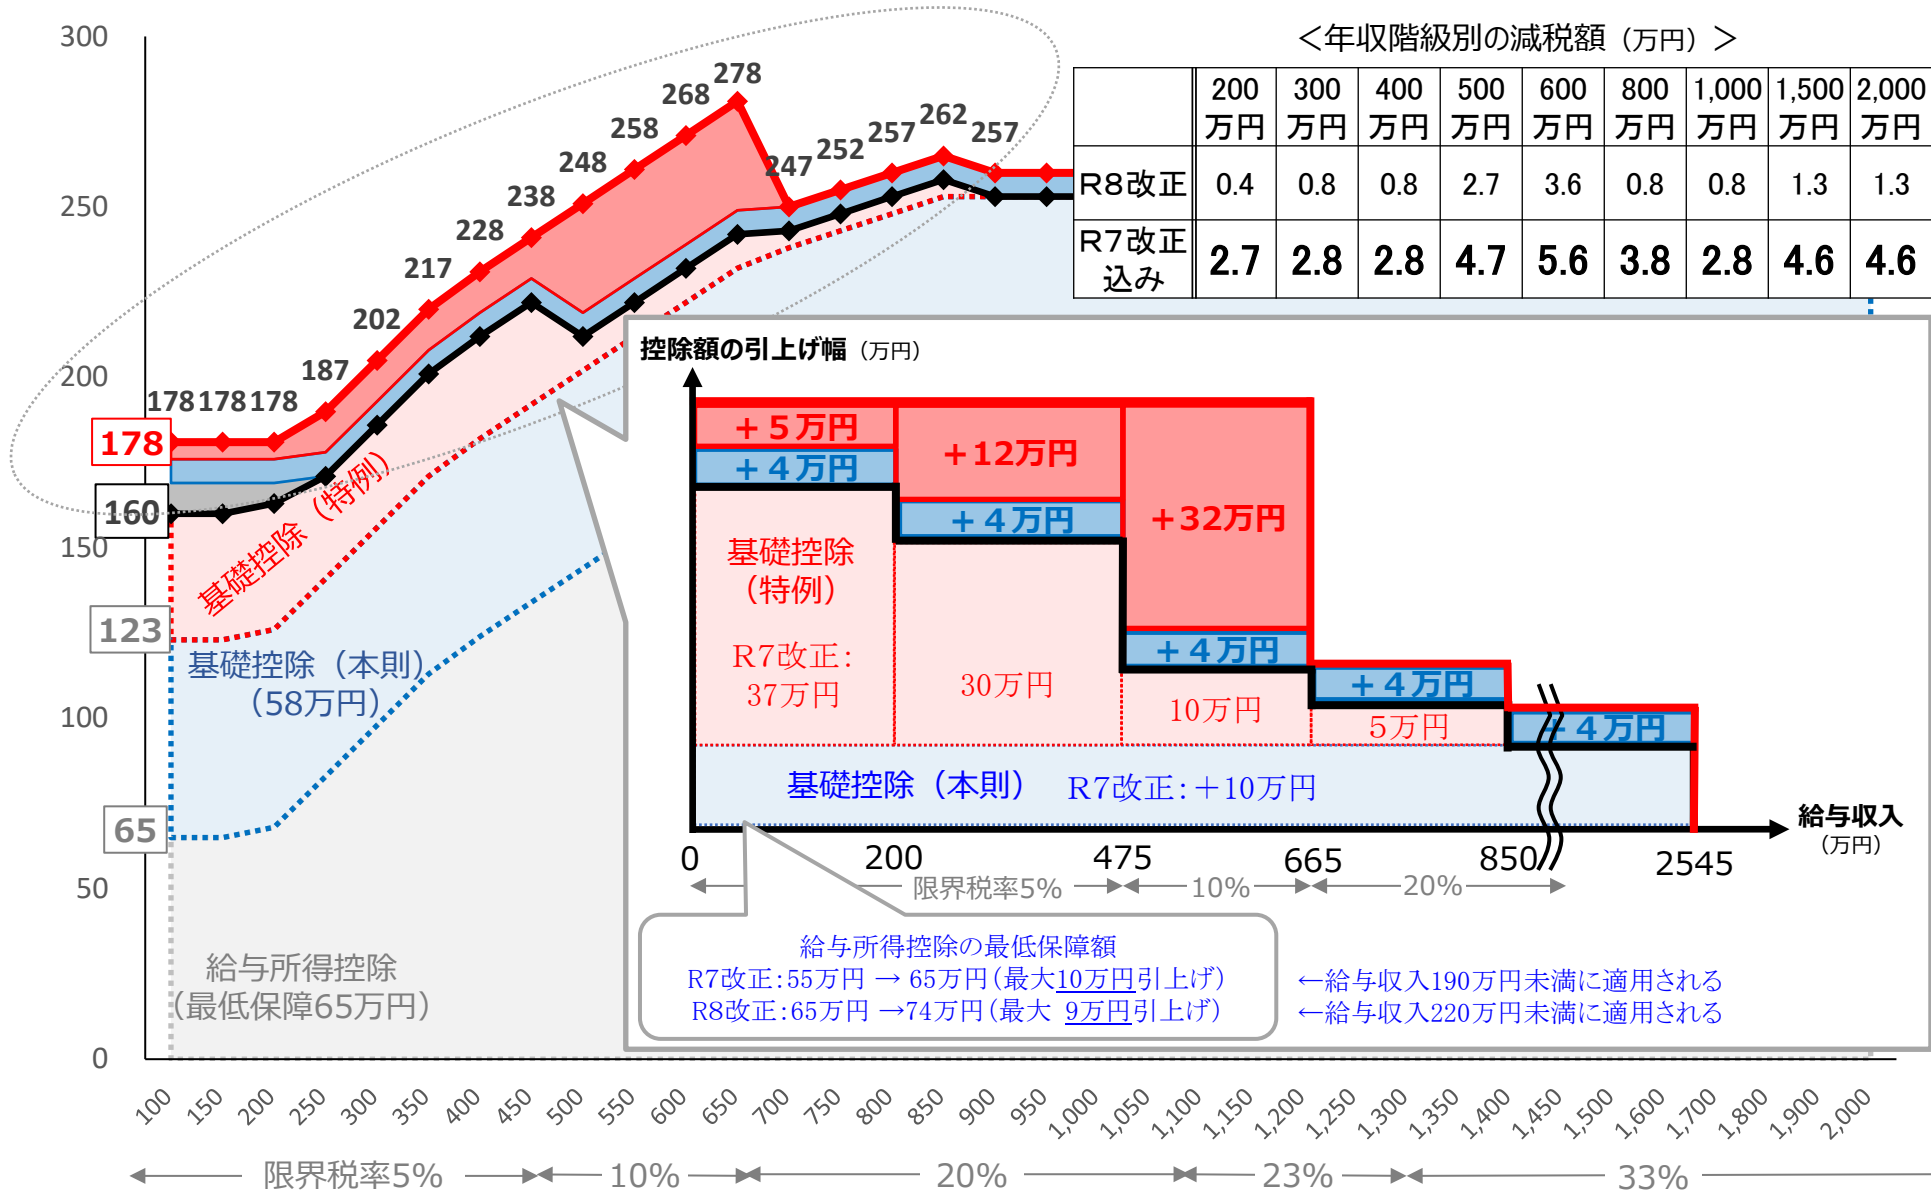 ＜年収階級別の減税額（万円）＞
200万円 300万円 400万円 500万円 600万円 800万円 1,000万円 1,500万円 2,000万円
R8改正 0.4 0.8 0.8 2.7 3.6 0.8 0.8 1.3 1.3
R7改正込み 2.7 2.8 2.8 4.7 5.6 3.8 2.8 4.6 4.6
300
250
200
150
100
50
0
178 178 178 187 202 217 228 238 248 258 268 278 247 252 257 262 257
178
160
123
65
基礎控除（特例）
基礎控除（本則）
（58万円）
給与所得控除
（最低保障65万円）
控除額の引上げ幅（万円）
＋5万円
＋4万円
＋12万円
＋4万円
＋32万円
＋4万円
＋4万円
＋4万円
基礎控除
（特例）
R7改正：
37万円
30万円
10万円
5万円
基礎控除（本則） R7改正：＋10万円
給与収入
（万円）
0 200 475 665 850 2545
限界税率5% 10% 20%
給与所得控除の最低保障額
R7改正：55万円 → 65万円（最大10万円引上げ） ←給与収入190万円未満に適用される
R8改正：65万円 →74万円（最大 9万円引上げ） ←給与収入220万円未満に適用される
100 150 200 250 300 350 400 450 500 550 600 650 700 750 800 850 900 950 1,000 1,050 1,100 1,150 1,200 1,250 1,300 1,350 1,400 1,450 1,500 1,600 1,700 1,800 1,900 2,000
限界税率5% 10% 20% 23% 33%